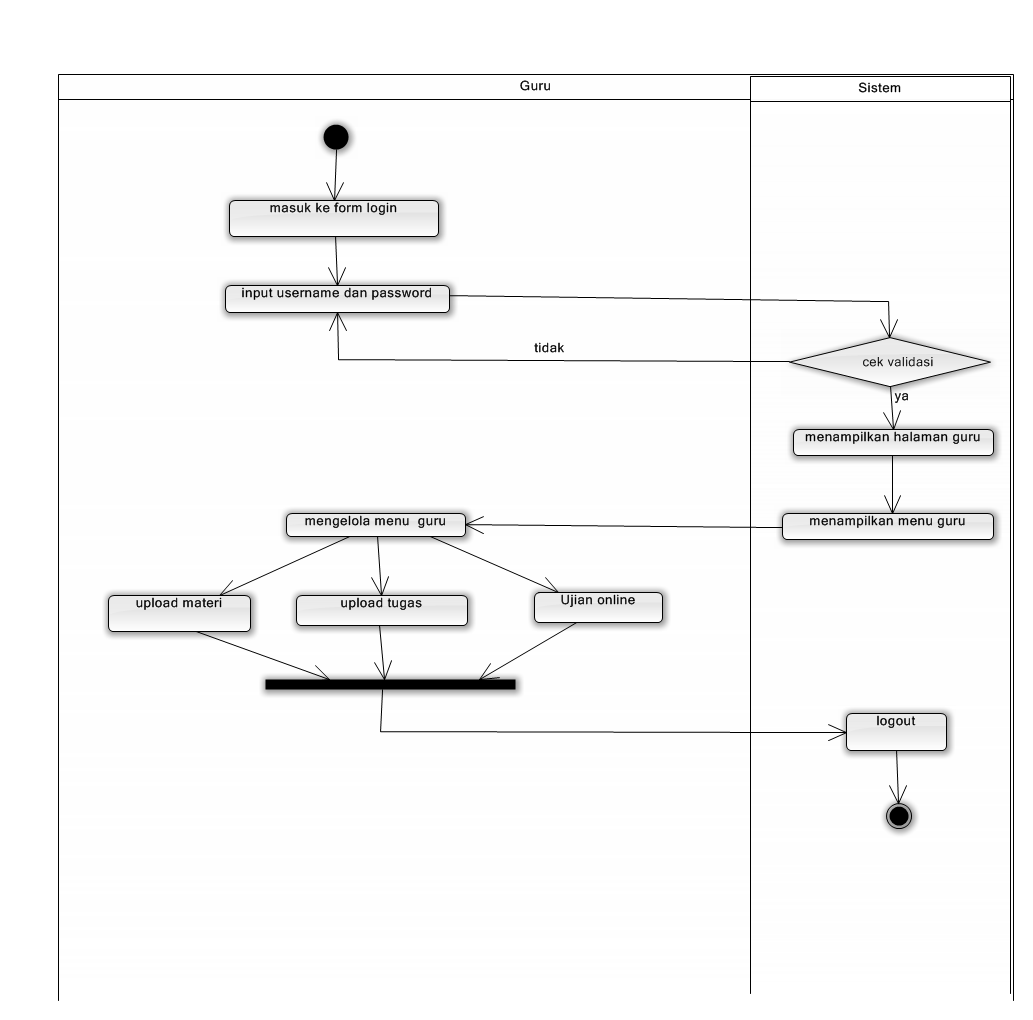 Guru
Sistem
masuk ke form login
input username dan password
tidak
cek validasi
ya
menampilkan halaman guru
mengelola menu  guru
menampilkan menu guru
upload materi
upload tugas
Ujian online
logout